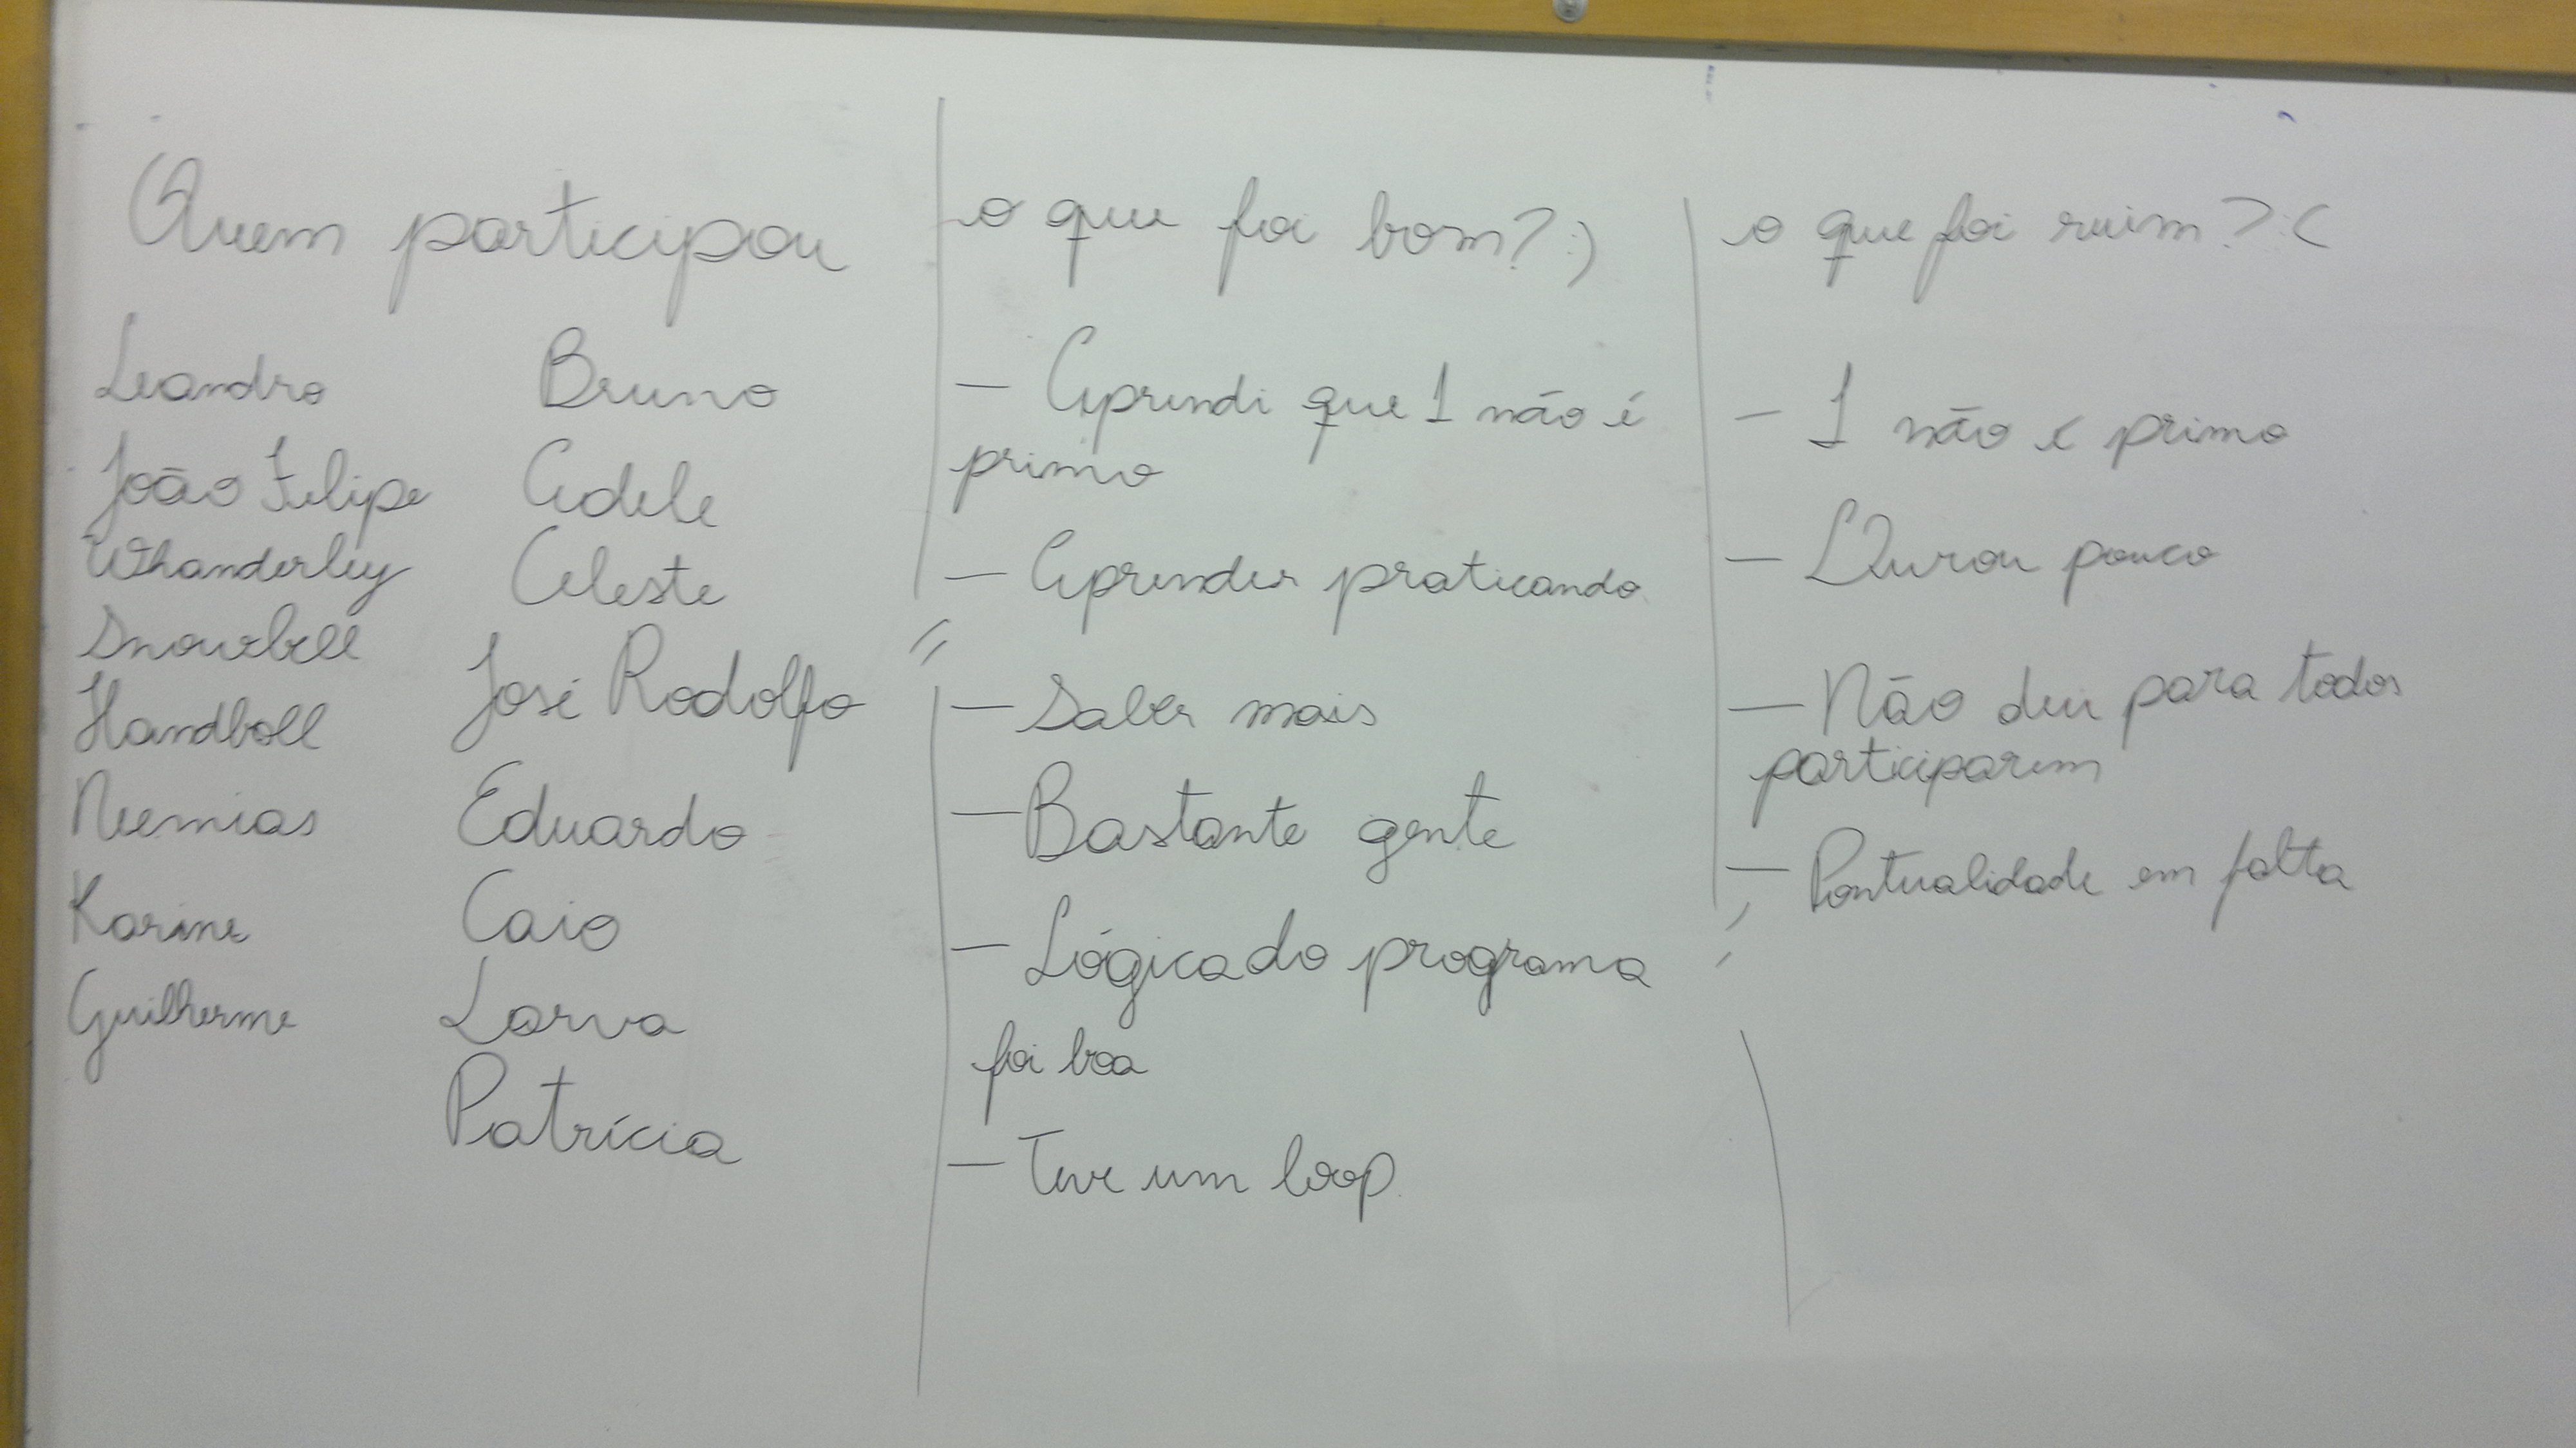 Quem participou
Leandro
João Felipe
Whanderley
Snowbell
Handboll
Neemias
Karine
Guilherme
Bruno
Adele
Celeste
José Rodolfo
Eduardo
Caio
Larva
Patrícia
o que foi bom? :)
- Aprendi que 1 não é
primo
- Aprender praticando
- Saber mais
- Bastante gente
- Lógica do programa
foi boa
- Teve um loop
o que foi ruim? :(
- 1 não é primo
- Durou pouco
- Não deu para todos
participarem
- Pontualidade em falta